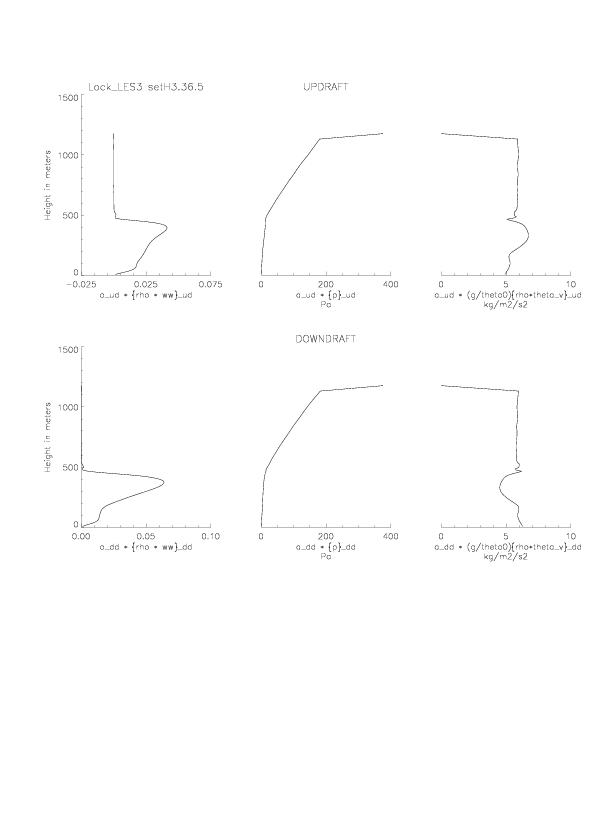 Lock_LES3 setH3.36.5
UPDRAFT
1500
1000
500
0
Height in meters
-0.025 0.025 0.075
a_ud * {rho * ww}_ud
0 200 400
a_ud * {p}_ud
Pa
0 5 10
a_ud * (g/theta0){rho*theta_v}_ud
kg/m2/s2
DOWNDRAFT
1500
1000
500
0
Height in meters
0.00 0.05 0.10
a_dd * {rho * ww}_dd
0 200 400
a_dd * {p}_dd
Pa
0 5 10
a_dd * (g/theta0){rho*theta_v}_dd
kg/m2/s2